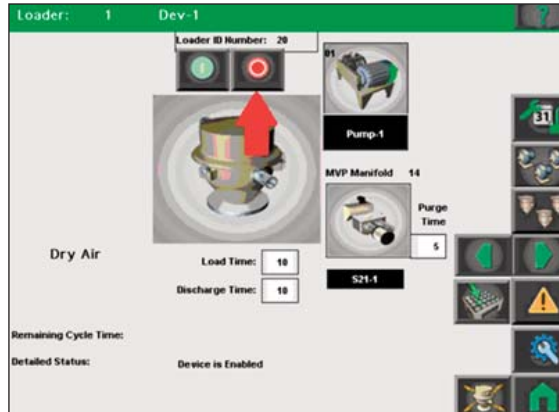 Loader: 1 Dev-1 ?
Loader ID Number: 20
01
Pump-1
31
MVP Manifold 14
Purge Time
5
Dry Air
Load Time: 10
Discharge Time: 10
S21-1
Remaining Cycle Time:
Detailed Status: Device is Enabled